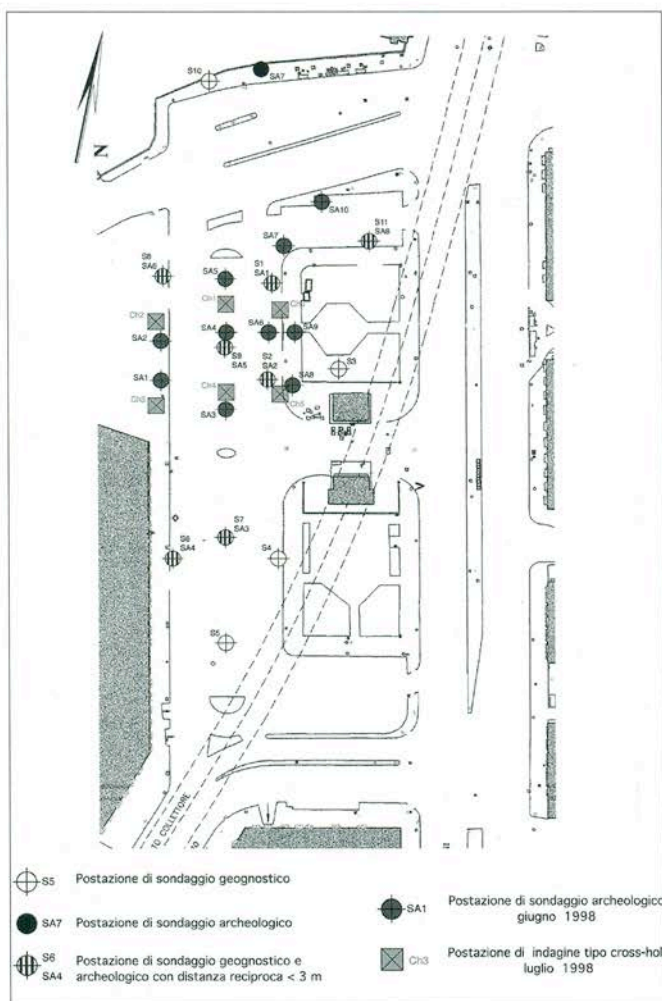 S10
SA7
N
SA10
S11
SA8
SA7
S8
SA6
S1
SA1
SA5
Ch1
Ch2
SA4
SA6
SA9
SA2
S9
SA5
S2
SA2
S3
SA1
Ch4
SA8
Ch5
SA3
S7
SA3
S6
SA4
S4
S5
TO COLLETTORE
S5 Postazione di sondaggio geognostico
SA7 Postazione di sondaggio archeologico
S6
SA4
Postazione di sondaggio geognostico e
archeologico con distanza reciproca < 3 m
SA1 Postazione di sondaggio archeologico
giugno 1998
Ch3 Postazione di indagine tipo cross-hol
luglio 1998